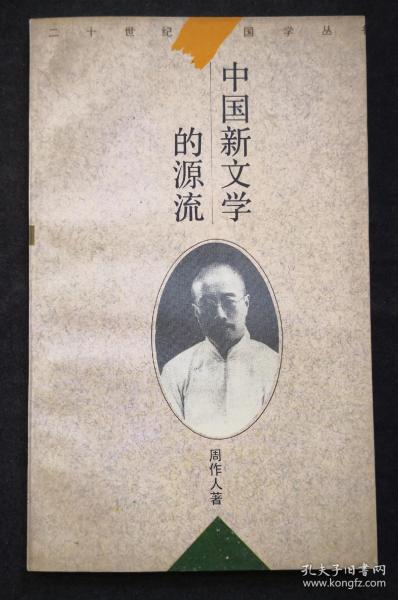 二十世纪国学丛书
中国新文学
的源流
周作人著
孔夫子旧书网
www.kongfz.com